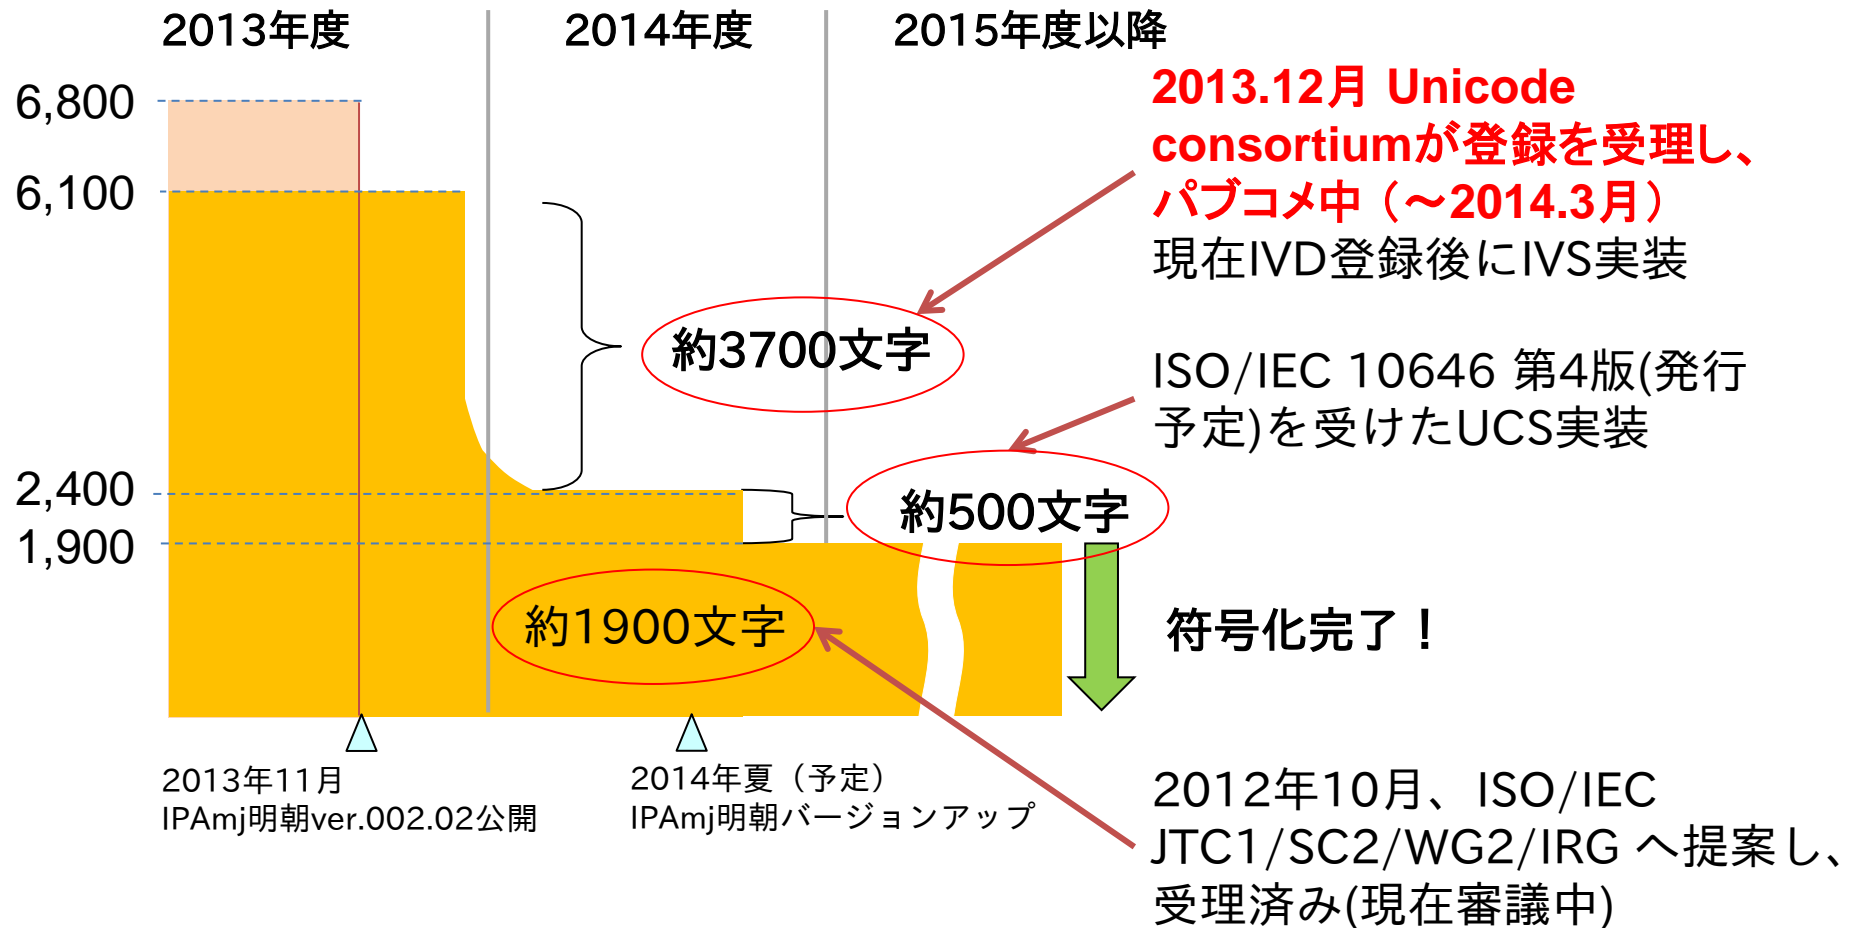 2013年度
2014年度
2015年度以降
6,800
6,100
2,400
1,900
2013.12月 Unicode
consortiumが登録を受理し、
パブコメ中（～2014.3月）
現在IVD登録後にIVS実装
約3700文字
ISO/IEC 10646 第4版(発行
予定)を受けたUCS実装
約500文字
約1900文字
符号化完了！
2013年11月
IPAmj明朝ver.002.02公開
2014年夏（予定）
IPAmj明朝バージョンアップ
2012年10月、ISO/IEC
JTC1/SC2/WG2/IRG へ提案し、
受理済み(現在審議中)